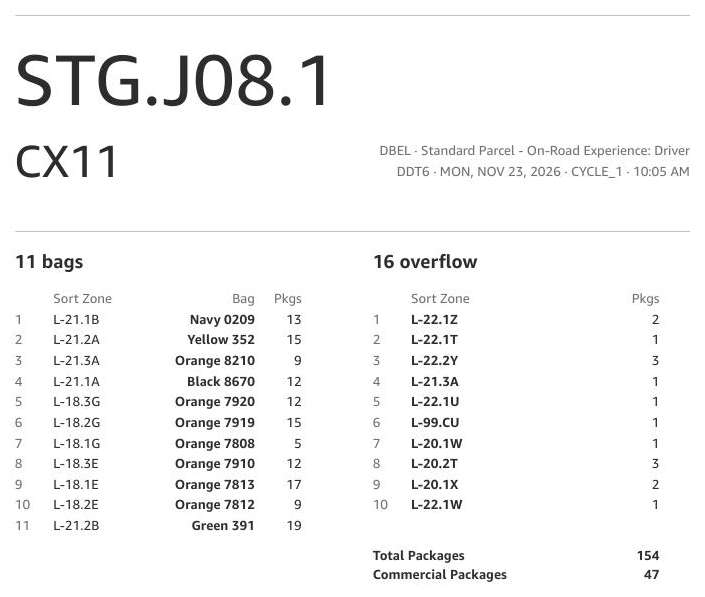 STG.J08.1
CX11
DBEL · Standard Parcel - On-Road Experience: Driver
DDT6 · MON, NOV 23, 2026 · CYCLE_1 · 10:05 AM
11 bags
Sort Zone Bag Pkgs
1 L-21.1B Navy 0209 13
2 L-21.2A Yellow 352 15
3 L-21.3A Orange 8210 9
4 L-21.1A Black 8670 12
5 L-18.3G Orange 7920 12
6 L-18.2G Orange 7919 15
7 L-18.1G Orange 7808 5
8 L-18.3E Orange 7910 12
9 L-18.1E Orange 7813 17
10 L-18.2E Orange 7812 9
11 L-21.2B Green 391 19
16 overflow
Sort Zone Pkgs
1 L-22.1Z 2
2 L-22.1T 1
3 L-22.2Y 3
4 L-21.3A 1
5 L-22.1U 1
6 L-99.CU 1
7 L-20.1W 1
8 L-20.2T 3
9 L-20.1X 2
10 L-22.1W 1
Total Packages 154
Commercial Packages 47